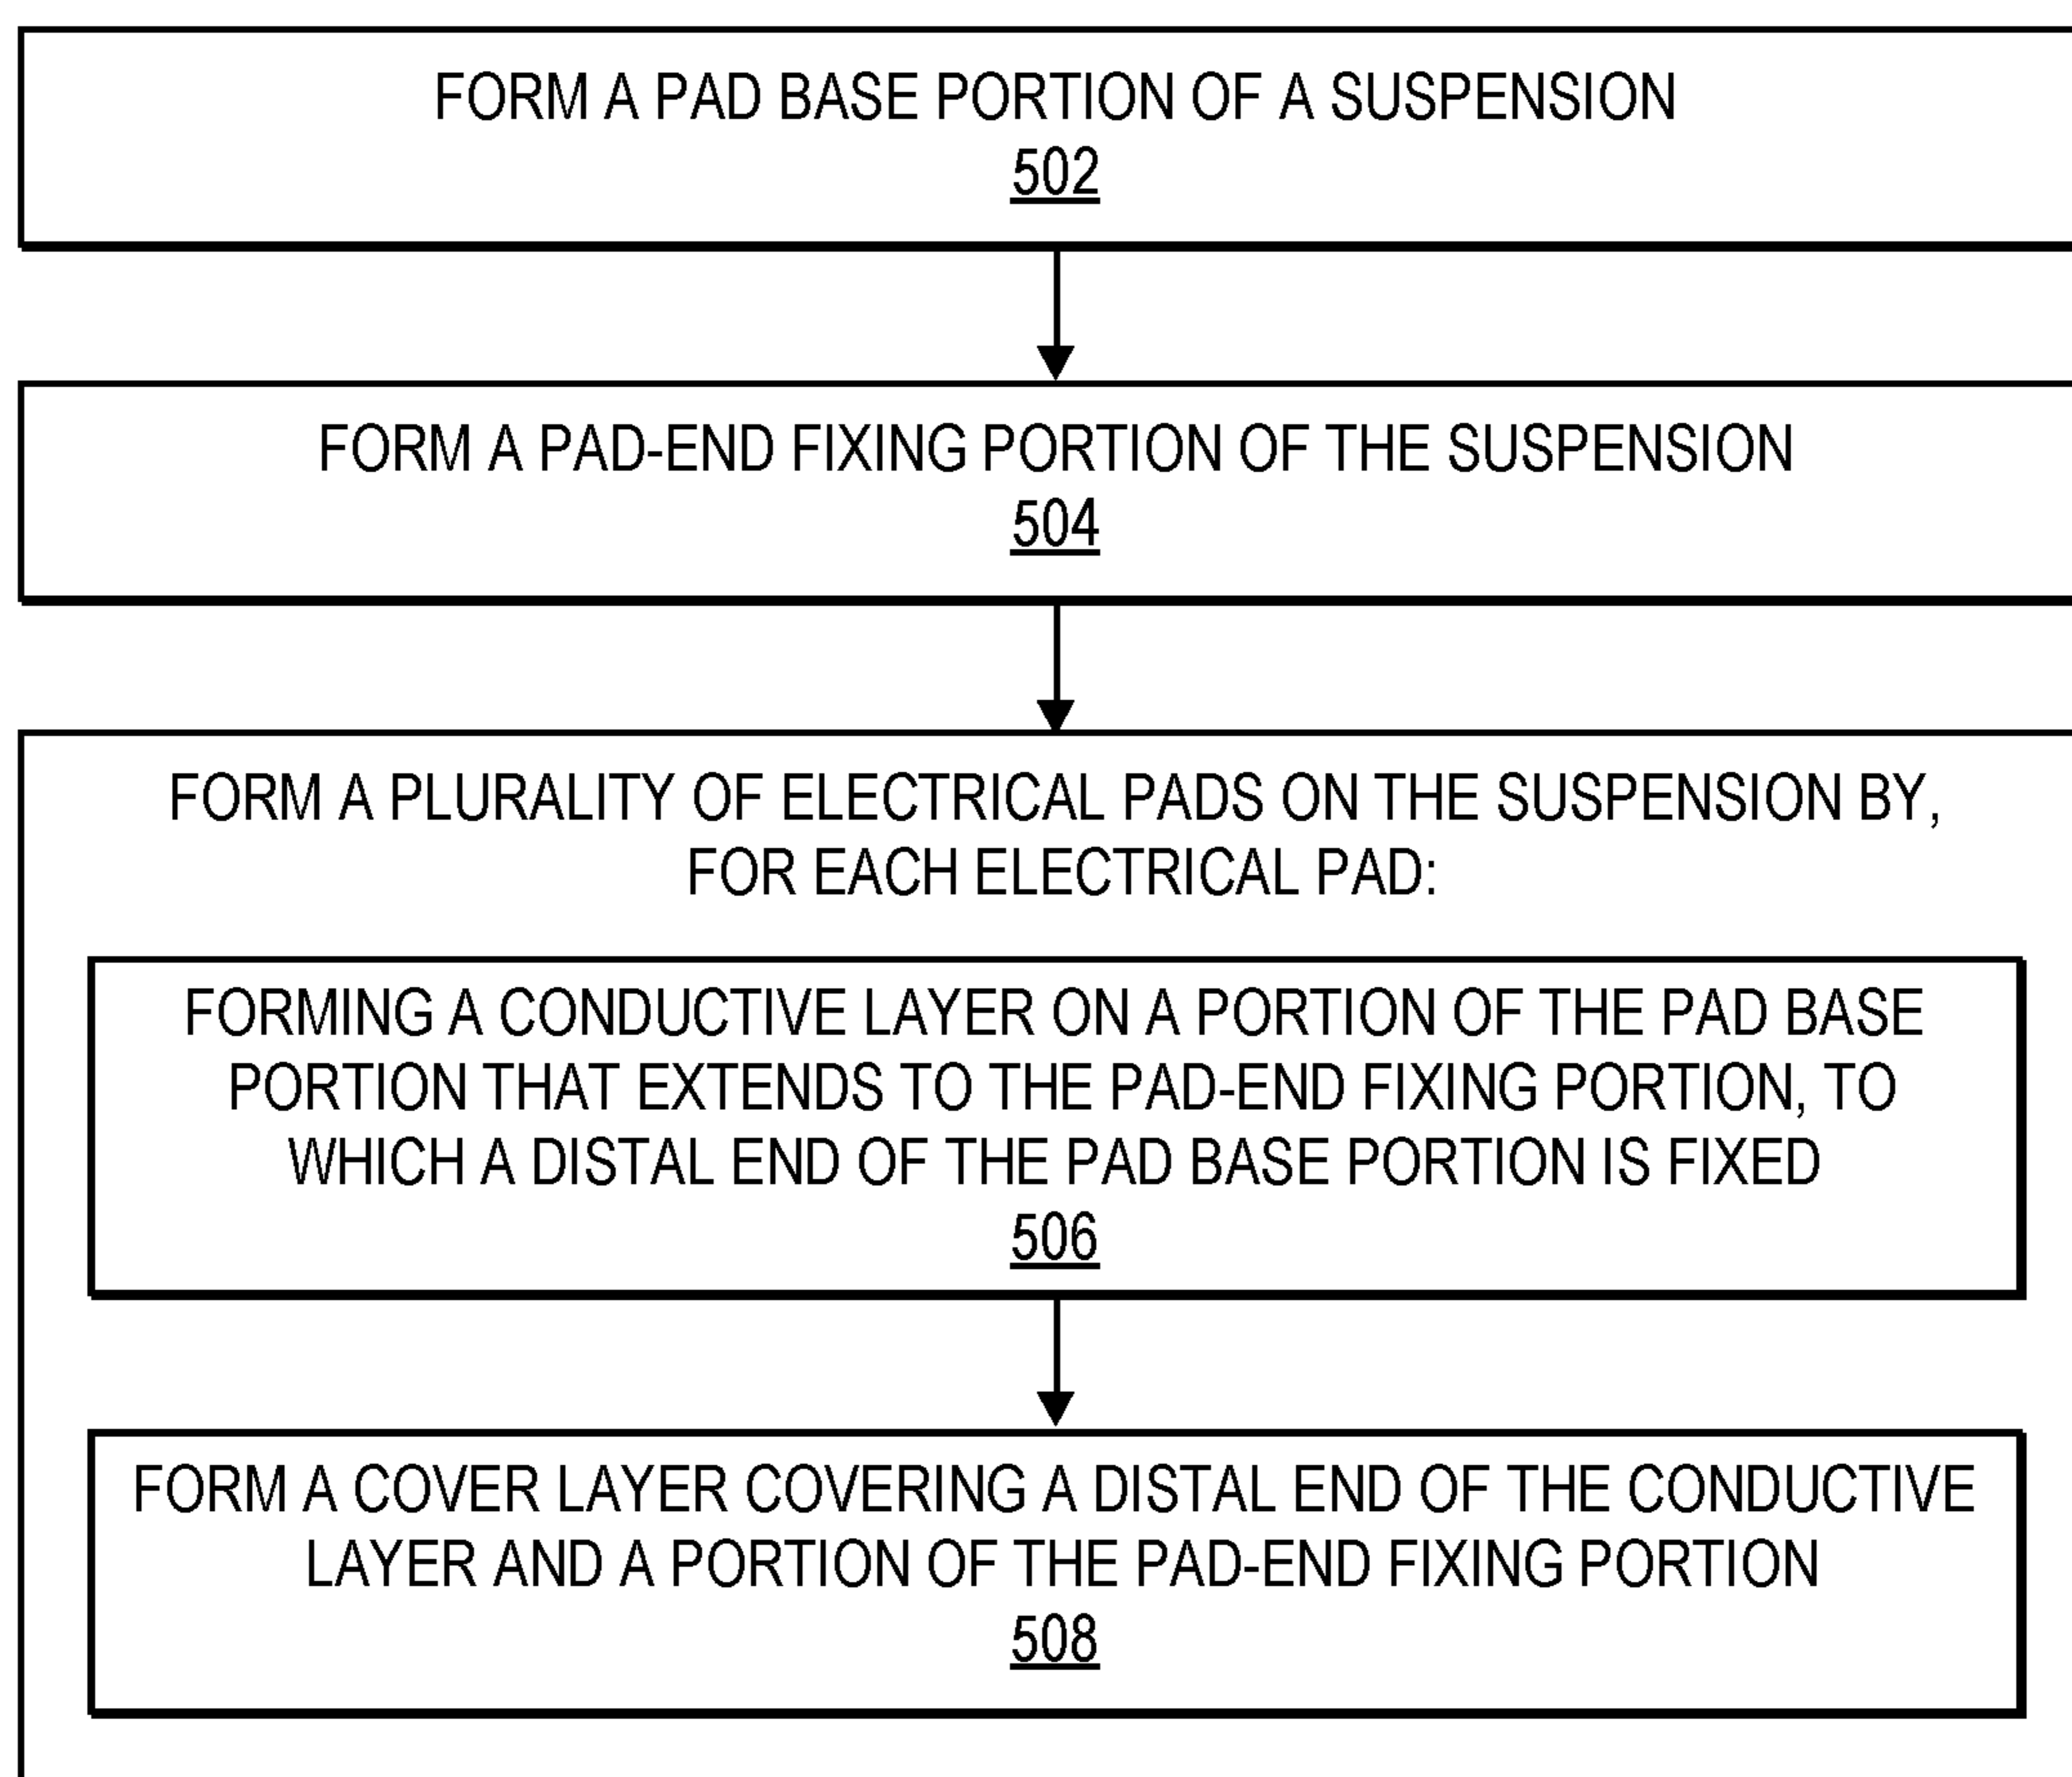 FORM A PAD BASE PORTION OF A SUSPENSION
502
FORM A PAD-END FIXING PORTION OF THE SUSPENSION
504
FORM A PLURALITY OF ELECTRICAL PADS ON THE SUSPENSION BY,
FOR EACH ELECTRICAL PAD:
FORMING A CONDUCTIVE LAYER ON A PORTION OF THE PAD BASE
PORTION THAT EXTENDS TO THE PAD-END FIXING PORTION, TO
WHICH A DISTAL END OF THE PAD BASE PORTION IS FIXED
506
FORM A COVER LAYER COVERING A DISTAL END OF THE CONDUCTIVE
LAYER AND A PORTION OF THE PAD-END FIXING PORTION
508